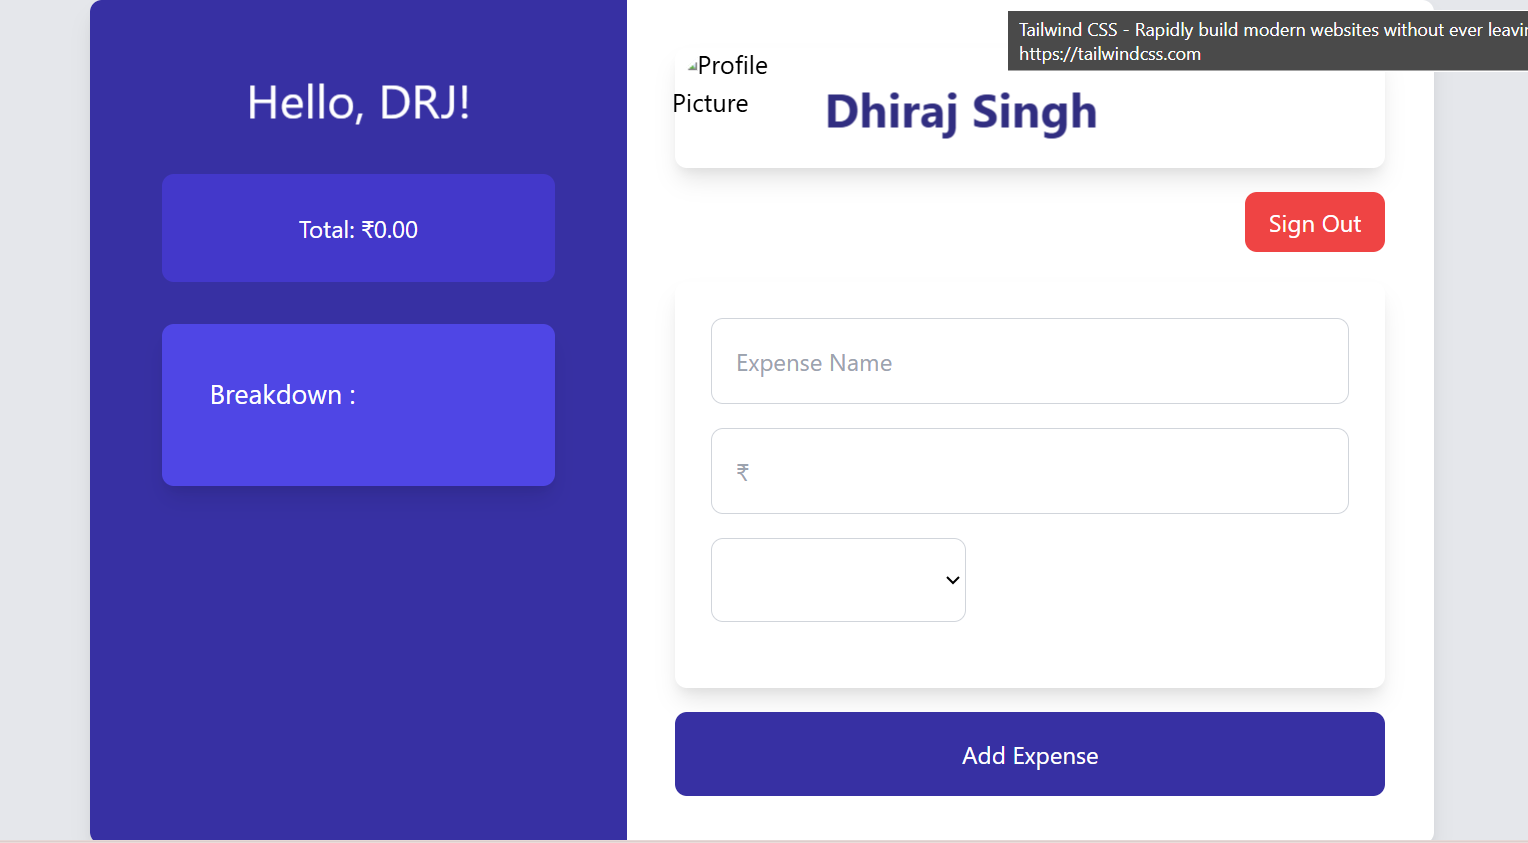 Hello, DRJ!
Total: ₹0.00
Breakdown :
Tailwind CSS - Rapidly build modern websites without ever
https://tailwindcss.com
Profile
Picture
Dhiraj Singh
Sign Out
Expense Name
₹
Add Expense